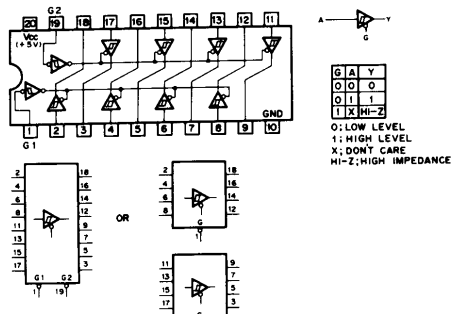 G2
20 19 18 17 16 15 14 13 12 11
Vcc
(+5V)
GND
1 2 3 4 5 6 7 8 9 10
G1
A Y
G
G A Y
0 0 0
0 1 1
1 X HI-Z
0; LOW LEVEL
1; HIGH LEVEL
X; DON'T CARE
HI-Z; HIGH IMPEDANCE
2 18
4 16
6 14
8 12
11 9
13 7
15 5
17 3
G1 G2
1 19
OR
2 18
4 16
6 14
8 12
G
1
11 9
13 7
15 5
17 3